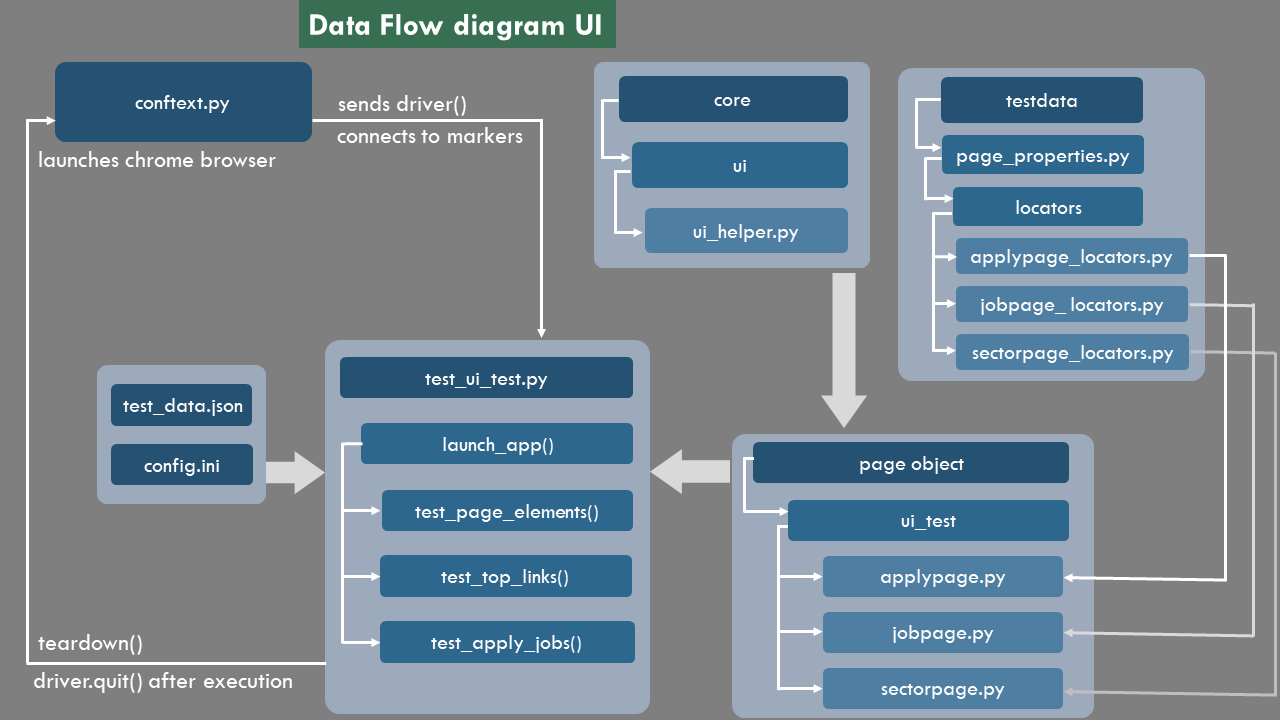 Data Flow diagram UI
conftext.py
sends driver()
connects to markers
launches chrome browser
core
ui
ui_helper.py
testdata
page_properties.py
locators
applypage_locators.py
jobpage_ locators.py
sectorpage_locators.py
test_data.json
config.ini
test_ui_test.py
launch_app()
test_page_elements()
test_top_links()
test_apply_jobs()
page object
ui_test
applypage.py
jobpage.py
sectorpage.py
teardown()
driver.quit() after execution